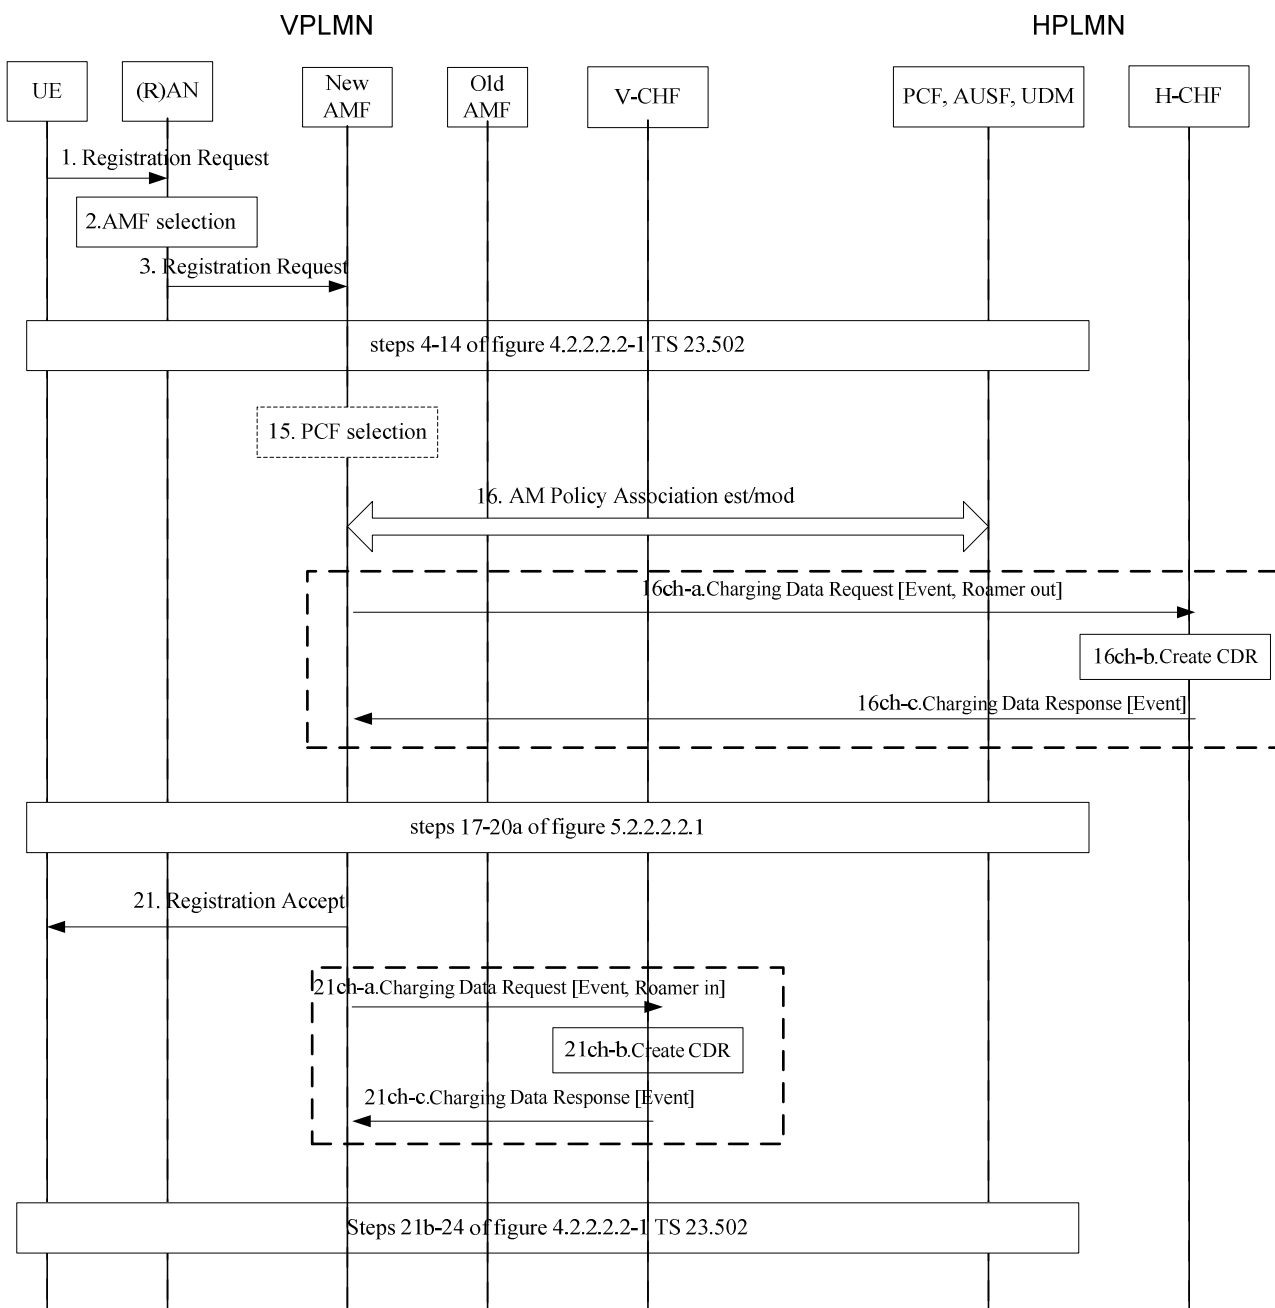 VPLMN
HPLMN
UE
(R)AN
New
AMF
Old
AMF
V-CHF
PCF, AUSF, UDM
H-CHF
1. Registration Request
2.AMF selection
3. Registration Request
steps 4-14 of figure 4.2.2.2.2-1 TS 23.502
15. PCF selection
16. AM Policy Association est/mod
16ch-a.Charging Data Request [Event, Roamer out]
16ch-b.Create CDR
16ch-c.Charging Data Response [Event]
steps 17-20a of figure 5.2.2.2.2.1
21. Registration Accept
21ch-a.Charging Data Request [Event, Roamer in]
21ch-b.Create CDR
21ch-c.Charging Data Response [Event]
Steps 21b-24 of figure 4.2.2.2.2-1 TS 23.502